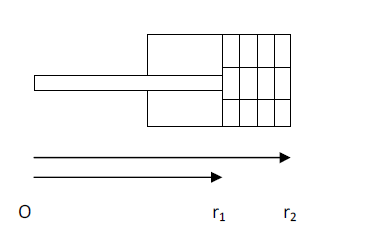 O r₁ r₂